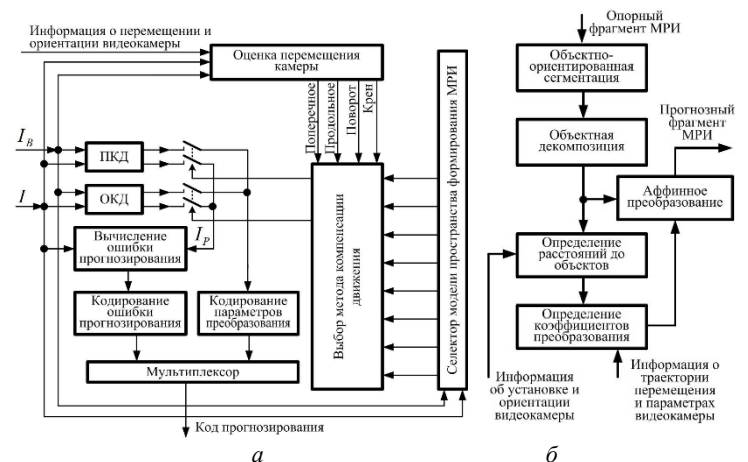 Информация о перемещении и
ориентации видеокамеры
Оценка перемещения
камеры
Поперечное
Продольное
Поворот
Крен
I_B
I
ПКД
ОКД
I_P
Вычисление
ошибки
прогнозирования
Кодирование
ошибки
прогнозирования
Кодирование
параметров
преобразования
Мультиплексор
Код прогнозирования
Выбор метода компенсации
движения
Селектор модели пространства формирования МРИ
а
Опорный
фрагмент МРИ
Объектно-
ориентированная
сегментация
Объектная
декомпозиция
Прогнозный
фрагмент
МРИ
Аффинное
преобразование
Определение
расстояний до
объектов
Определение
коэффициентов
преобразования
Информация
об установке и
ориентации
видеокамеры
Информация о
траектории
перемещения
и параметрах
видеокамеры
б